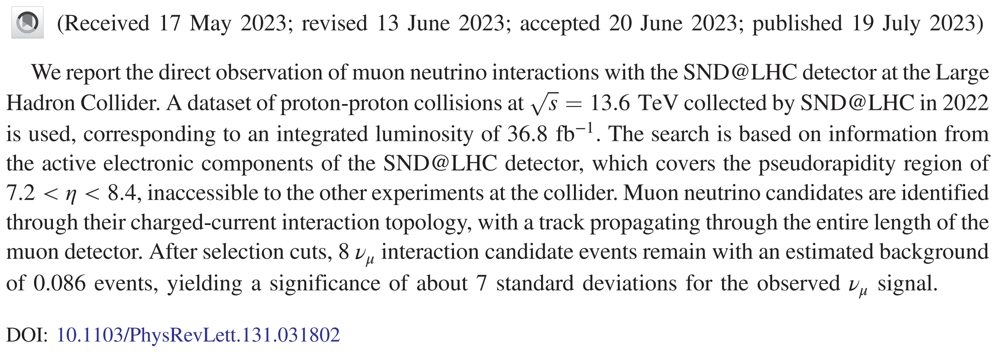 (Received 17 May 2023; revised 13 June 2023; accepted 20 June 2023; published 19 July 2023)
We report the direct observation of muon neutrino interactions with the SND@LHC detector at the Large
Hadron Collider. A dataset of proton-proton collisions at √s = 13.6 TeV collected by SND@LHC in 2022
is used, corresponding to an integrated luminosity of 36.8 fb⁻¹. The search is based on information from
the active electronic components of the SND@LHC detector, which covers the pseudorapidity region of
7.2 < η < 8.4, inaccessible to the other experiments at the collider. Muon neutrino candidates are identified
through their charged-current interaction topology, with a track propagating through the entire length of the
muon detector. After selection cuts, 8 ν_μ interaction candidate events remain with an estimated background
of 0.086 events, yielding a significance of about 7 standard deviations for the observed ν_μ signal.
DOI: 10.1103/PhysRevLett.131.031802